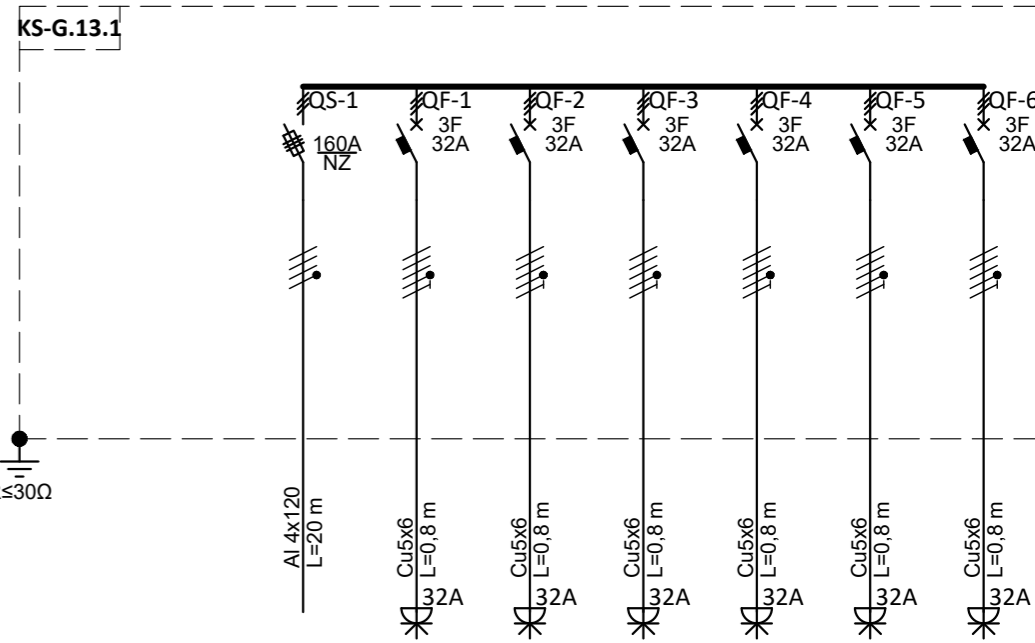 KS-G.13.1
QS-1 QF-1 QF-2 QF-3 QF-4 QF-5 QF-6
3F 3F 3F 3F 3F 3F
160A 32A 32A 32A 32A 32A 32A
NZ
≤30Ω
Al 4x120
L=20 m
Cu5x6
L=0,8 m
Cu5x6
L=0,8 m
Cu5x6
L=0,8 m
Cu5x6
L=0,8 m
Cu5x6
L=0,8 m
Cu5x6
L=0,8 m
32A 32A 32A 32A 32A 32A